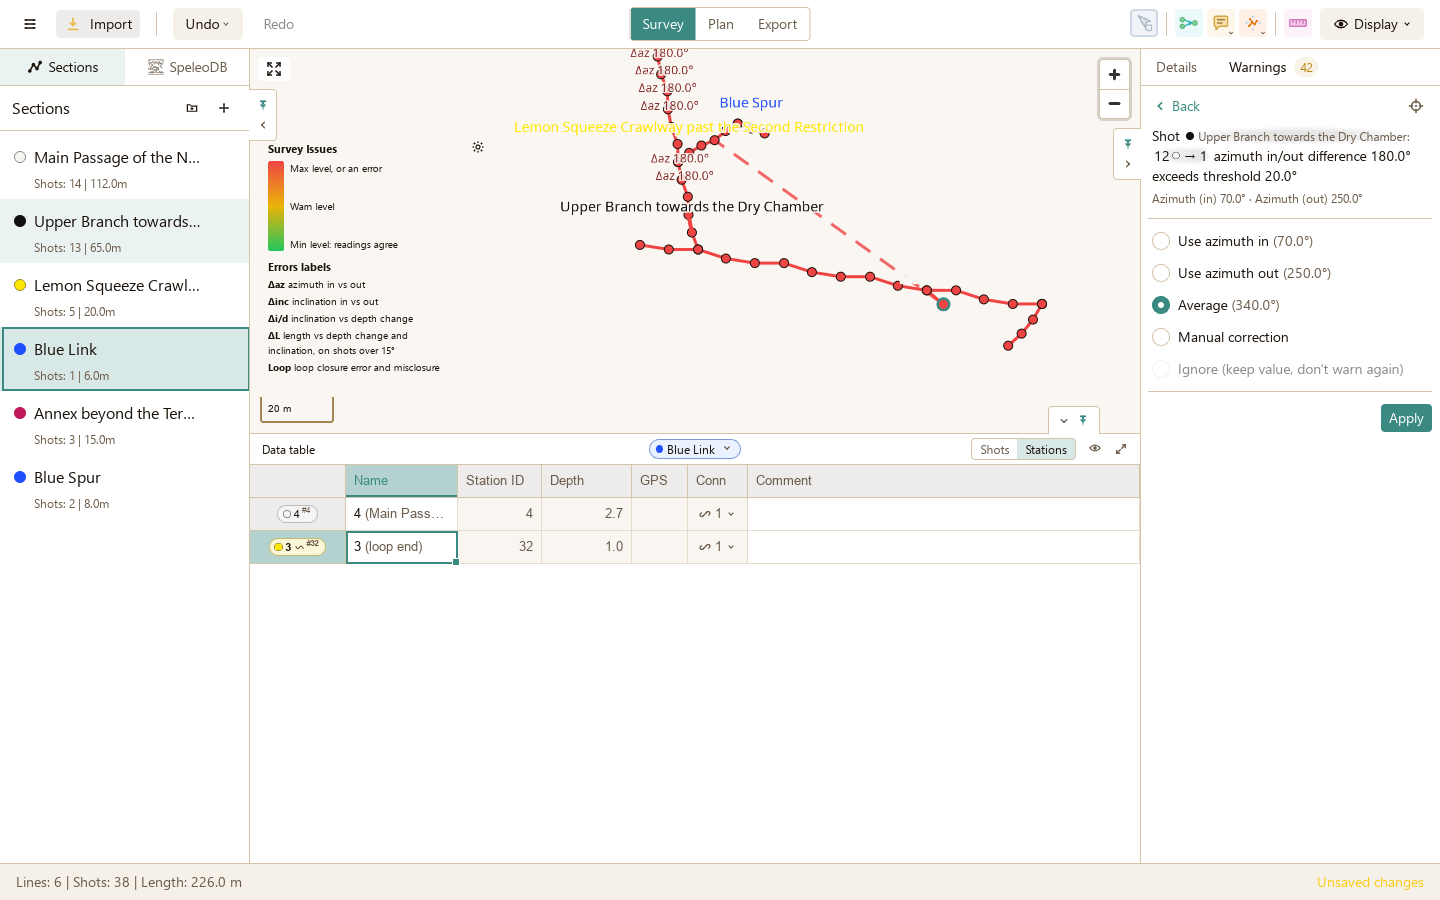 Import
Undo
Redo
Survey
Plan
Export
Display
Sections
SpeleoDB
Sections
Main Passage of the N...
Shots: 14 | 112.0m
Upper Branch towards...
Shots: 13 | 65.0m
Lemon Squeeze Crawl...
Shots: 5 | 20.0m
Blue Link
Shots: 1 | 6.0m
Annex beyond the Ter...
Shots: 3 | 15.0m
Blue Spur
Shots: 2 | 8.0m
Δaz 180.0°
Δaz 180.0°
Δaz 180.0°
Δaz 180.0°
Blue Spur
Lemon Squeeze Crawlway past the Second Restriction
Δaz 180.0°
Δaz 180.0°
Upper Branch towards the Dry Chamber
Survey Issues
Max level, or an error
Warn level
Min level: readings agree
Errors labels
Δaz azimuth in vs out
Δinc inclination in vs out
Δi/d inclination vs depth change
ΔL length vs depth change and
inclination, on shots over 15°
Loop loop closure error and misclosure
20 m
Data table
Blue Link
Shots
Stations
Name
Station ID
Depth
GPS
Conn
Comment
4 #4
4 (Main Pass...
4
2.7
1
3 #32
3 (loop end)
32
1.0
1
Details
Warnings 42
Back
Shot Upper Branch towards the Dry Chamber:
12 → 1 azimuth in/out difference 180.0°
exceeds threshold 20.0°
Azimuth (in) 70.0° · Azimuth (out) 250.0°
Use azimuth in (70.0°)
Use azimuth out (250.0°)
Average (340.0°)
Manual correction
Ignore (keep value, don't warn again)
Apply
Lines: 6 | Shots: 38 | Length: 226.0 m
Unsaved changes